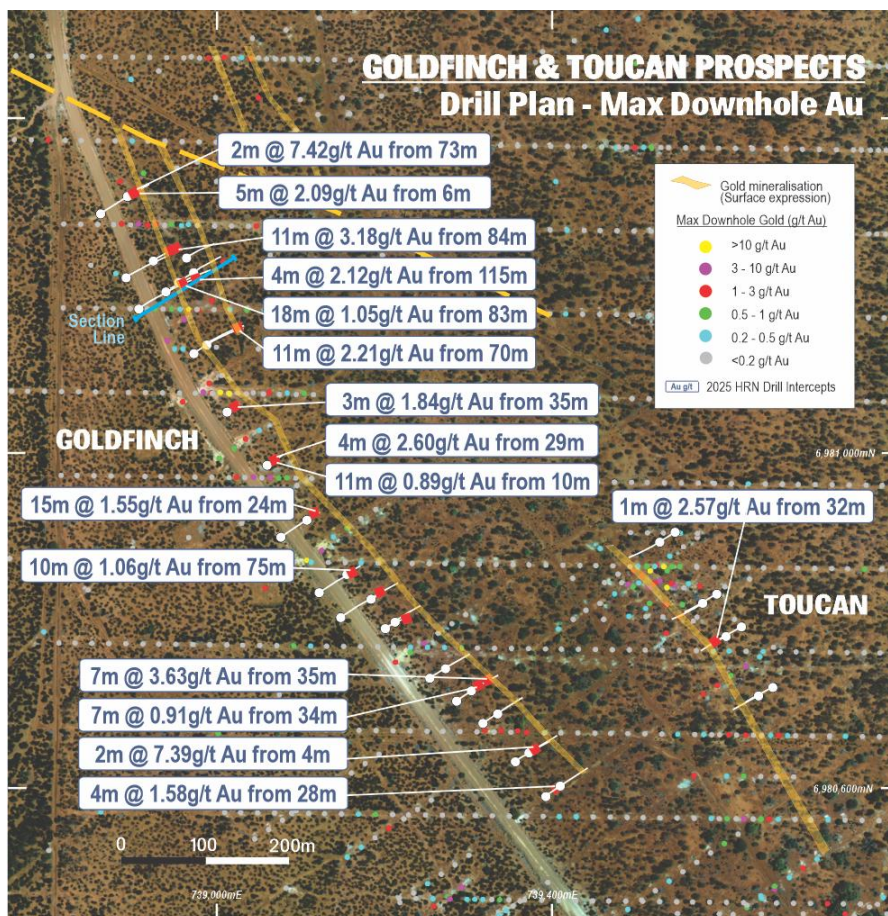 GOLDFINCH & TOUCAN PROSPECTS
Drill Plan - Max Downhole Au
2m @ 7.42g/t Au from 73m
5m @ 2.09g/t Au from 6m
11m @ 3.18g/t Au from 84m
4m @ 2.12g/t Au from 115m
18m @ 1.05g/t Au from 83m
11m @ 2.21g/t Au from 70m
Section
Line
Gold mineralisation
(Surface expression)
Max Downhole Gold (g/t Au)
>10 g/t Au
3 - 10 g/t Au
1 - 3 g/t Au
0.5 - 1 g/t Au
0.2 - 0.5 g/t Au
<0.2 g/t Au
Au g/t 2025 HRN Drill Intercepts
3m @ 1.84g/t Au from 35m
GOLDFINCH
4m @ 2.60g/t Au from 29m
6,981,000mN
11m @ 0.89g/t Au from 10m
15m @ 1.55g/t Au from 24m
1m @ 2.57g/t Au from 32m
10m @ 1.06g/t Au from 75m
TOUCAN
7m @ 3.63g/t Au from 35m
7m @ 0.91g/t Au from 34m
2m @ 7.39g/t Au from 4m
4m @ 1.58g/t Au from 28m
6,980,600mN
0 100 200m
739,000mE
739,400mE